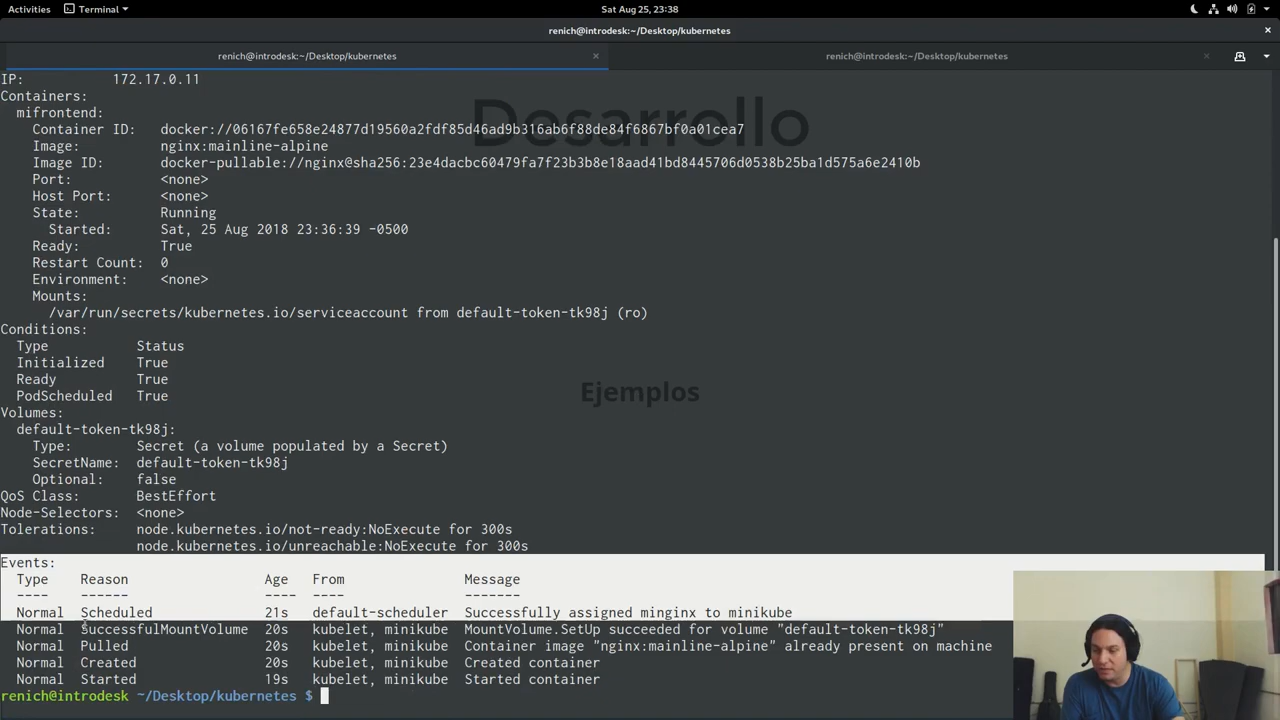 Activities Terminal Sat Aug 25, 23:38
renich@introdesk:~/Desktop/kubernetes
renich@introdesk:~/Desktop/kubernetes renich@introdesk:~/Desktop/kubernetes
IP: 172.17.0.11
Containers:
mifrontend:
Container ID: docker://06167fe658e24877d19560a2fdf85d46ad9b316ab6f88de84f6867bf0a01cea7
Image: nginx:mainline-alpine
Image ID: docker-pullable://nginx@sha256:23e4dacbc60479fa7f23b3b8e18aad41bd8445706d0538b25ba1d575a6e2410b
Port: <none>
Host Port: <none>
State: Running
Started: Sat, 25 Aug 2018 23:36:39 -0500
Ready: True
Restart Count: 0
Environment: <none>
Mounts:
/var/run/secrets/kubernetes.io/serviceaccount from default-token-tk98j (ro)
Conditions:
Type Status
Initialized True
Ready True
PodScheduled True
Volumes:
default-token-tk98j:
Type: Secret (a volume populated by a Secret)
SecretName: default-token-tk98j
Optional: false
QoS Class: BestEffort
Node-Selectors: <none>
Tolerations: node.kubernetes.io/not-ready:NoExecute for 300s
node.kubernetes.io/unreachable:NoExecute for 300s
Events:
Type Reason Age From Message
---- ------ ---- ---- -------
Normal Scheduled 21s default-scheduler Successfully assigned minginx to minikube
Normal SuccessfulMountVolume 20s kubelet, minikube MountVolume.SetUp succeeded for volume "default-token-tk98j"
Normal Pulled 20s kubelet, minikube Container image "nginx:mainline-alpine" already present on machine
Normal Created 20s kubelet, minikube Created container
Normal Started 19s kubelet, minikube Started container
renich@introdesk ~/Desktop/kubernetes $
Desarrollo
Ejemplos